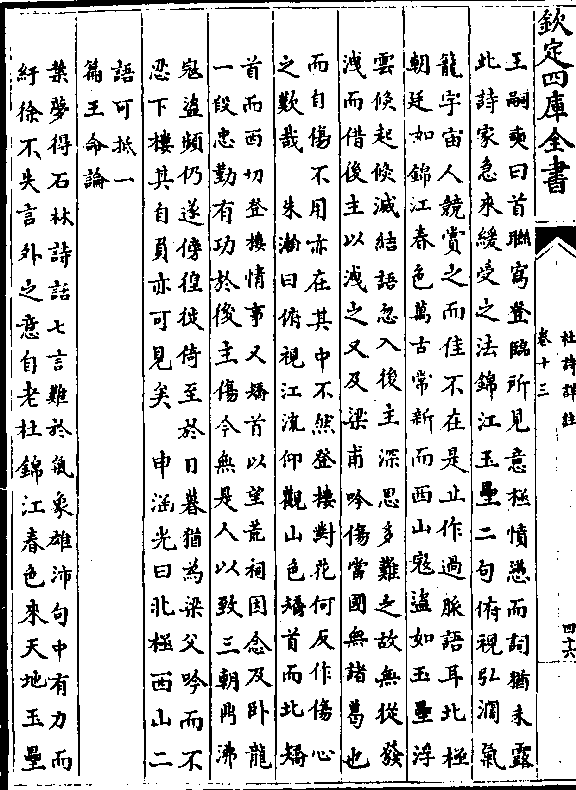 欽定四庫全書
杜詩詳註
卷十三
四十六
王嗣奭曰首聯寫登臨所見意極憤懣而詞猶未露
此詩家急來緩受之法錦江玉壘二句俯視弘濶氣
籠宇宙人競賞之而佳不在是止作過脈語耳北極
朝廷如錦江春色萬古常新而西山寇盜如玉壘浮
雲倐起倐滅結語忽入後主深思多難之故無從發
洩而借後主以洩之又及梁甫吟傷當國無諸葛也
而自傷不用亦在其中不然登樓對花何反作傷心
之歎哉　朱瀚曰俯視江流仰觀山色矯首而北矯
首而西切登樓情事又矯首以望荒祠因念及卧龍
一段忠勤有功於後主傷今無是人以致三朝鼎沸
寇盜頻仍遂傍徨徙倚至於日暮猶為梁父吟而不
忍下樓其自負亦可見矣　申涵光曰北極西山二
語可抵一
篇王命論
葉夢得石林詩話七言難於氣象雄沛句中有力而
紆徐不失言外之意自老杜錦江春色來天地玉壘